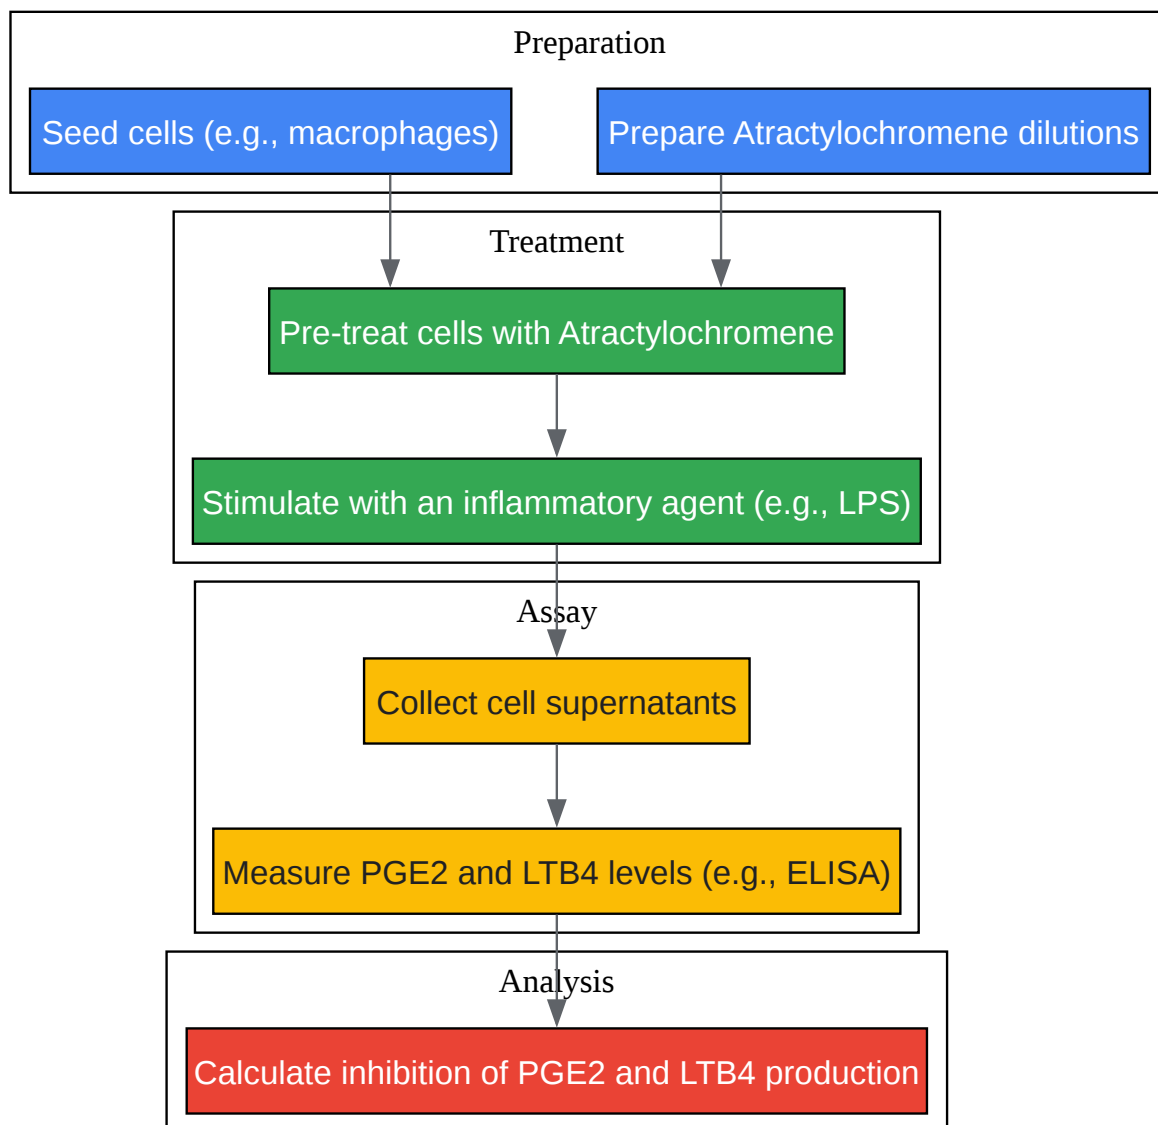 Preparation
Seed cells (e.g., macrophages)
Prepare Atractylochromene dilutions
Treatment
Pre-treat cells with Atractylochromene
Stimulate with an inflammatory agent (e.g., LPS)
Assay
Collect cell supernatants
Measure PGE2 and LTB4 levels (e.g., ELISA)
Analysis
Calculate inhibition of PGE2 and LTB4 production